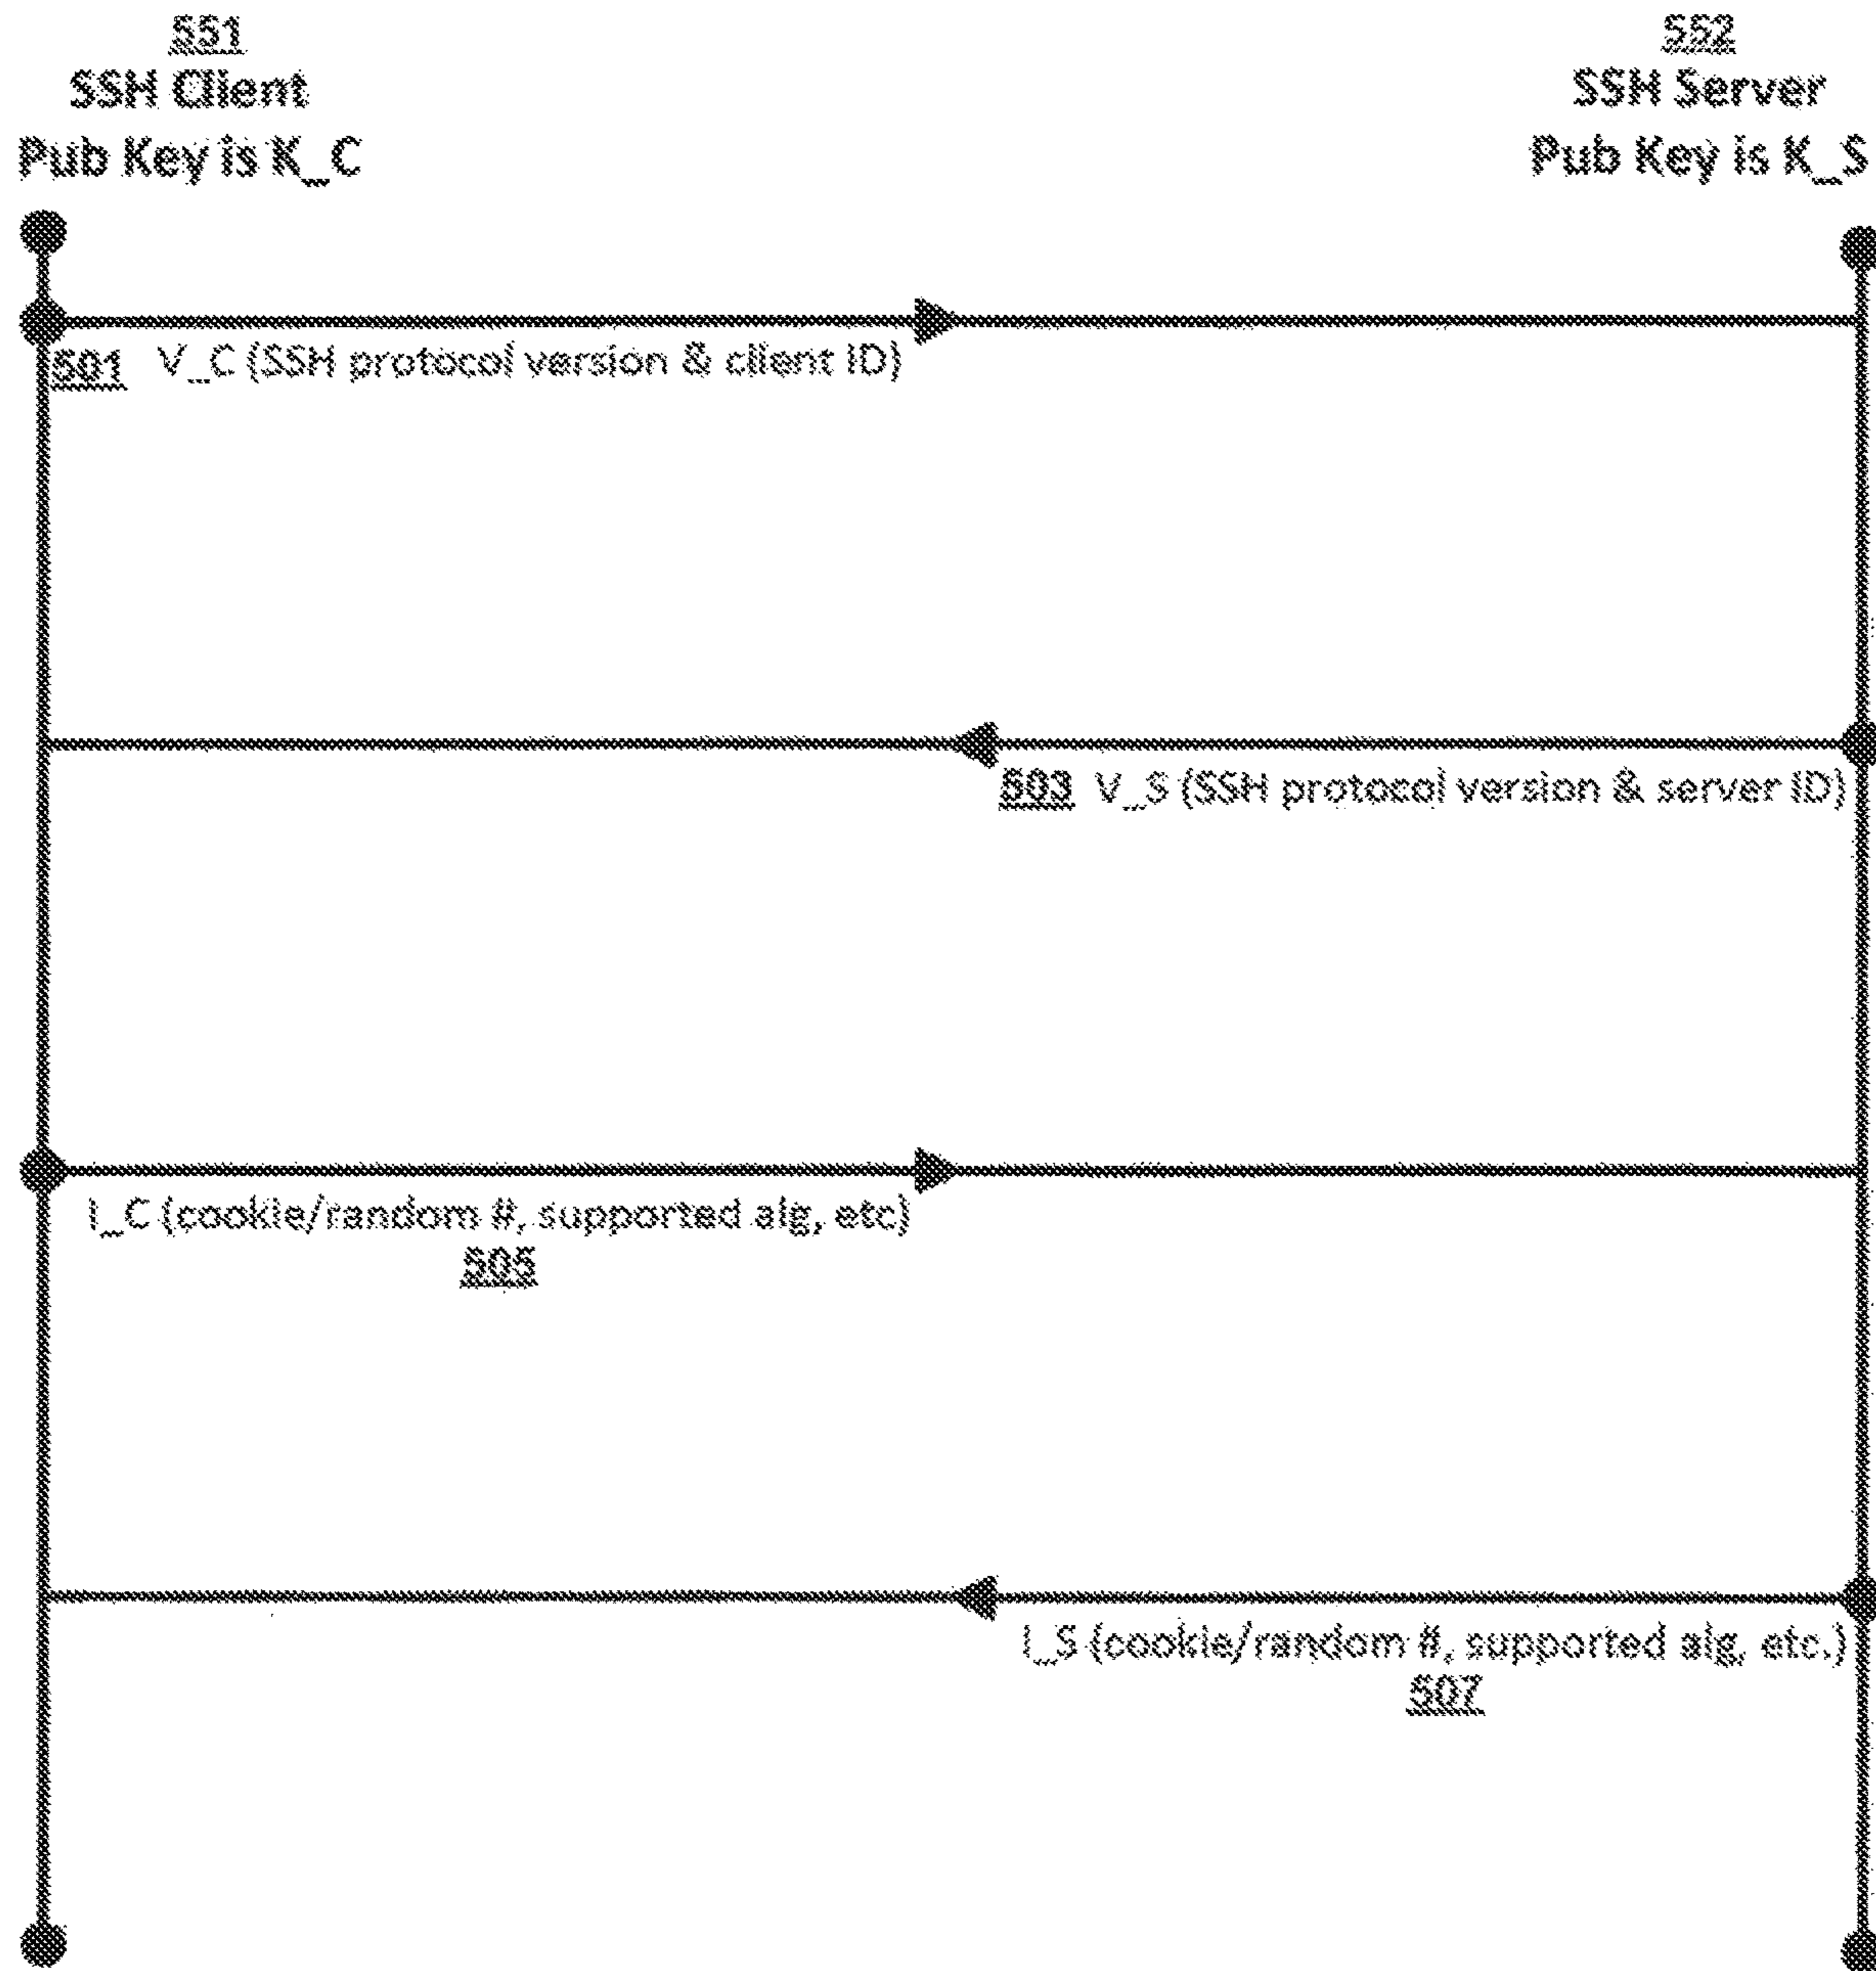 551
SSH Client
Pub Key is K_C
552
SSH Server
Pub Key is K_S
501 V_C (SSH protocol version & client ID)
503 V_S (SSH protocol version & server ID)
I_C (cookie/random #, supported alg, etc)
505
I_S (cookie/random #, supported alg, etc.)
507